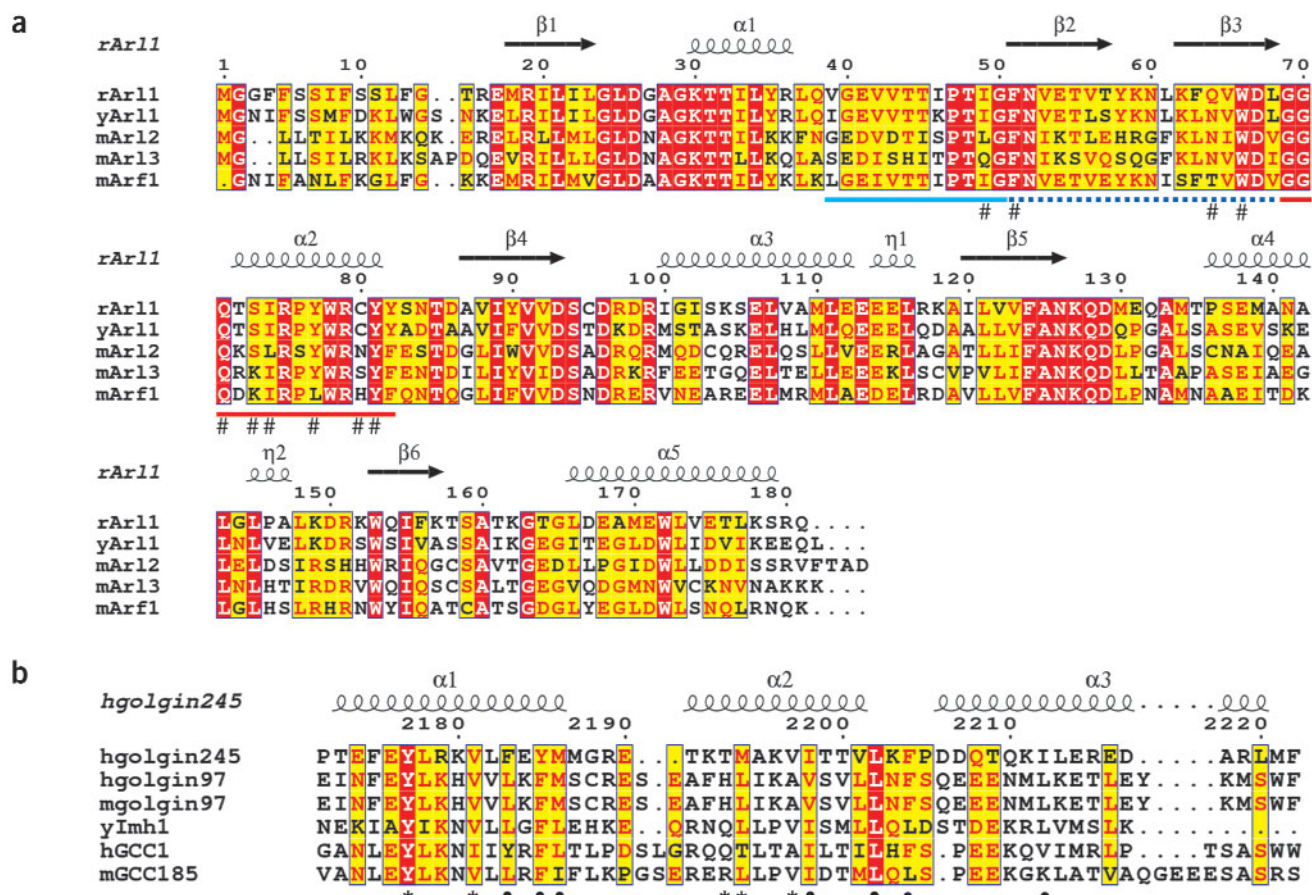 a
rArl1 β1 α1 β2 β3
1 10 20 30 40 50 60 70
rArl1 MGGFFSSIFSSLFG..TREMRILILGLDGAGKTTILYRLQVGEVVTTIPTIGFNVETVTYKNLKFQVWDLGG
yArl1 MGNIFSSMFDKLWGS.NKELRILILGLDGAGKTTILYRLQIGEVVTTKPTIGFNVETLSYKNLKLNVWDLGG
mArl2 MG..LLTILKKMKQK.ERELRLLMLGLDNAGKTTILKKFNGEDVDTISPTLGFNIKTLEHRGFKLNIWDVGG
mArl3 MG..LLSILRKLKSAPDQEVRILLLGLDNAGKTTLLKQLASEDISHITPTQGFNIKSVQSQGFKLNVWDIGG
mArf1 .GNIFANLFKGLFG..KKEMRILMVGLDAAGKTTILYKLKLGEIVTTIPTIGFNVETVEYKNISFTVWDVGG
# # # #
rArl1 α2 β4 α3 η1 β5 α4
80 90 100 110 120 130 140
rArl1 QTSIRPYWRCYYSNTDAVIYVVDSCDRDRIGISKSELVAMLEEEELRKAILVVFANKQDMEQAMTPSEMANA
yArl1 QTSIRPYWRCYYADTAAVIFVVDSTDKDRMSTASKELHLMLQEEELQDAALLVFANKQDQPGALSASEVSKE
mArl2 QKSLRSYWRNYFESTDGLIWVVDSADRQRMQDCQRELQSLLVEERLAGATLLIFANKQDLPGALSCNAIQEA
mArl3 QRKIRPYWRSYFENTDILIYVIDSADRKRFEETGQELTELLEEEKLSCVPVLIFANKQDLLTAAPASEIAEG
mArf1 QDKIRPLWRHYFQNTQGLIFVVDSNDRERVNEAREELMRMLAEDELRDAVLLVFANKQDLPNAMNAAEITDK
# # # # # #
rArl1 η2 β6 α5
150 160 170 180
rArl1 LGLPALKDRKWQIFKTSATKGTGLDEAMEWLVETLKSRQ....
yArl1 LNLVELKDRSWSIVASSAIKGEGITEGLDWLIDVIKEEQL...
mArl2 LELDSIRSHHWRIQGCSAVTGEDLLPGIDWLLDDISSRVFTAD
mArl3 LNLHTIRDRVWQIQSCSALTGEGVQDGMNWVCKNVNAKKK...
mArf1 LGLHSLRHRNWYIQATCATSGDGLYEGLDWLSNQLRNQK....
b
hgolgin245 α1 α2 α3
2180 2190 2200 2210 2220
hgolgin245 PTEFEYLRKVLFEYMMGRE..TKTMAKVITTVLKFPDDQTQKILERED.....ARLMF
hgolgin97 EINFEYLKHVVLKFMSCRES.EAFHLIKAVSVLLNFSQEEENMLKETLEY....KMSWF
mgolgin97 EINFEYLKHVVLKFMSCRES.EAFHLIKAVSVLLNFSQEEENMLKETLEY....KMSWF
yImh1 NEKIAYIKNVLLGFLEHKE..QRNQLLPVISMLLQLDSTDEKRLVMSLK..........
hGCC1 GANLEYLKNIIYRFLTLPDSLGRQQTLTAILTILHFS.PEEKQVIMRLP....TSASWW
mGCC185 VANLEYLKNVLLRFIFLKPGSERERLLPVIDTMLQLS.PEEKGKLATVAQGEEESASRS